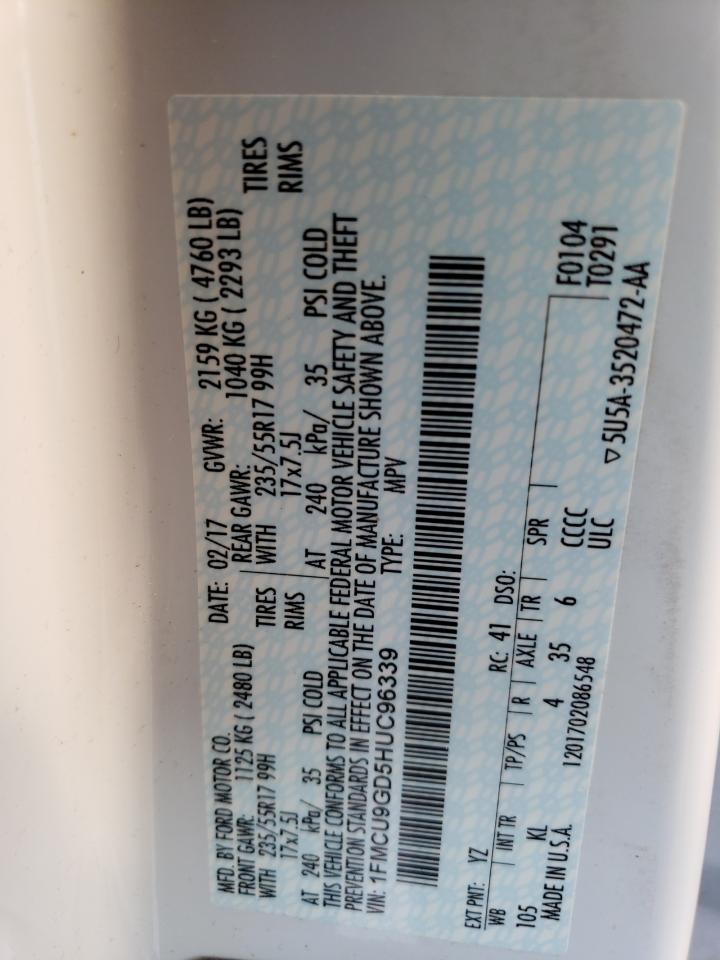 MFD. BY FORD MOTOR CO. DATE: 02/17 GVWR: 2159 KG ( 4760 LB)
FRONT GAWR: 1125 KG ( 2480 LB) REAR GAWR: 1040 KG ( 2293 LB)
WITH 235/55R17 99H TIRES WITH 235/55R17 99H TIRES
17x7.5J RIMS 17x7.5J RIMS
AT 240 kPa/ 35 PSI COLD AT 240 kPa/ 35 PSI COLD
THIS VEHICLE CONFORMS TO ALL APPLICABLE FEDERAL MOTOR VEHICLE SAFETY AND THEFT
PREVENTION STANDARDS IN EFFECT ON THE DATE OF MANUFACTURE SHOWN ABOVE.
VIN: 1FMCU9GD5HUC96339 TYPE: MPV
EXT PNT: YZ RC: 41 DSO:
WB INT TR TP/PS R AXLE TR SPR F0104
105 KL 4 35 6 CCCC T0291
MADE IN U.S.A. 1201702086548 ULC ▽5U5A-3520472-AA